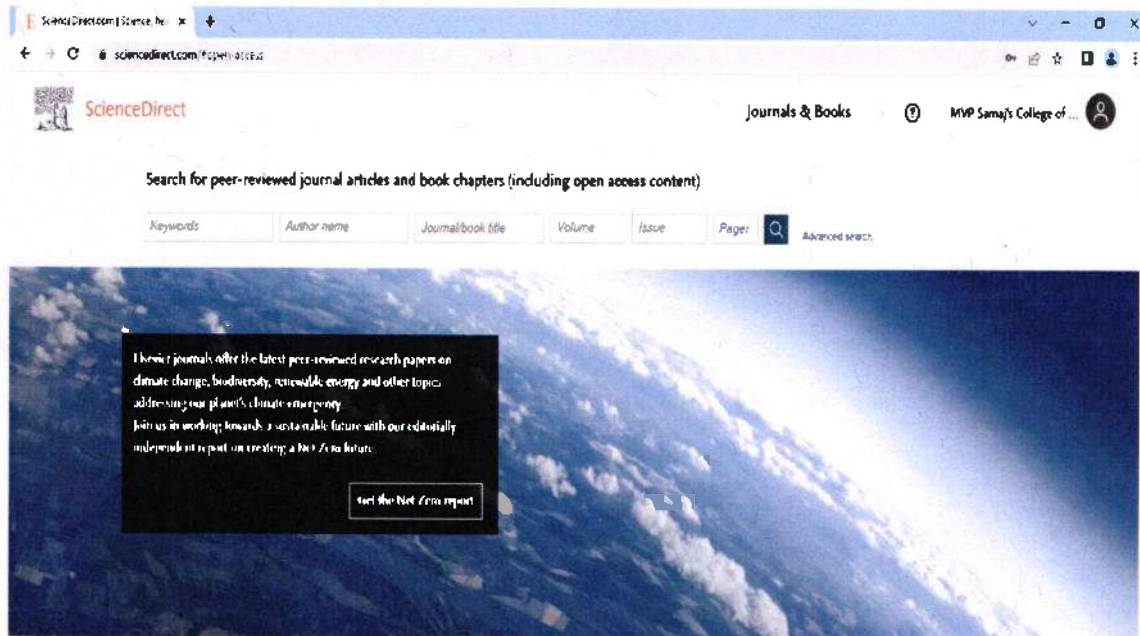 ScienceDirect.com | Science, he
sciencedirect.com/#open-access
ScienceDirect
Journals & Books
MVP Samaj's College of ...
Search for peer-reviewed journal articles and book chapters (including open access content)
Keywords
Author name
Journal/book title
Volume
Issue
Page:
Advanced search
Elsevier journals offer the latest peer-reviewed research papers on
climate change, biodiversity, renewable energy and other topics
addressing our planet's climate emergency.
Join us in working towards a sustainable future with our editorially
independent report on creating a Net Zero future.
Get the Net Zero report